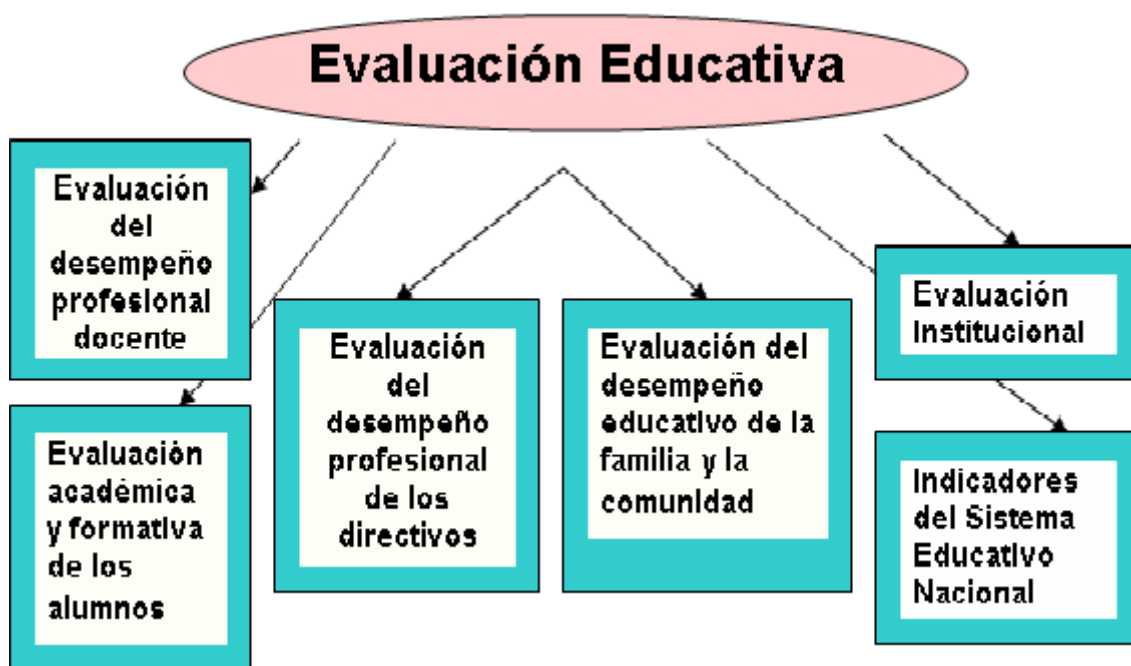 Evaluación Educativa
Evaluación
del
desempeño
profesional
docente
Evaluación
académica
y formativa
de los
alumnos
Evaluación
del
desempeño
profesional
de los
directivos
Evaluación del
desempeño
educativo de la
familia y la
comunidad
Evaluación
Institucional
Indicadores
del Sistema
Educativo
Nacional